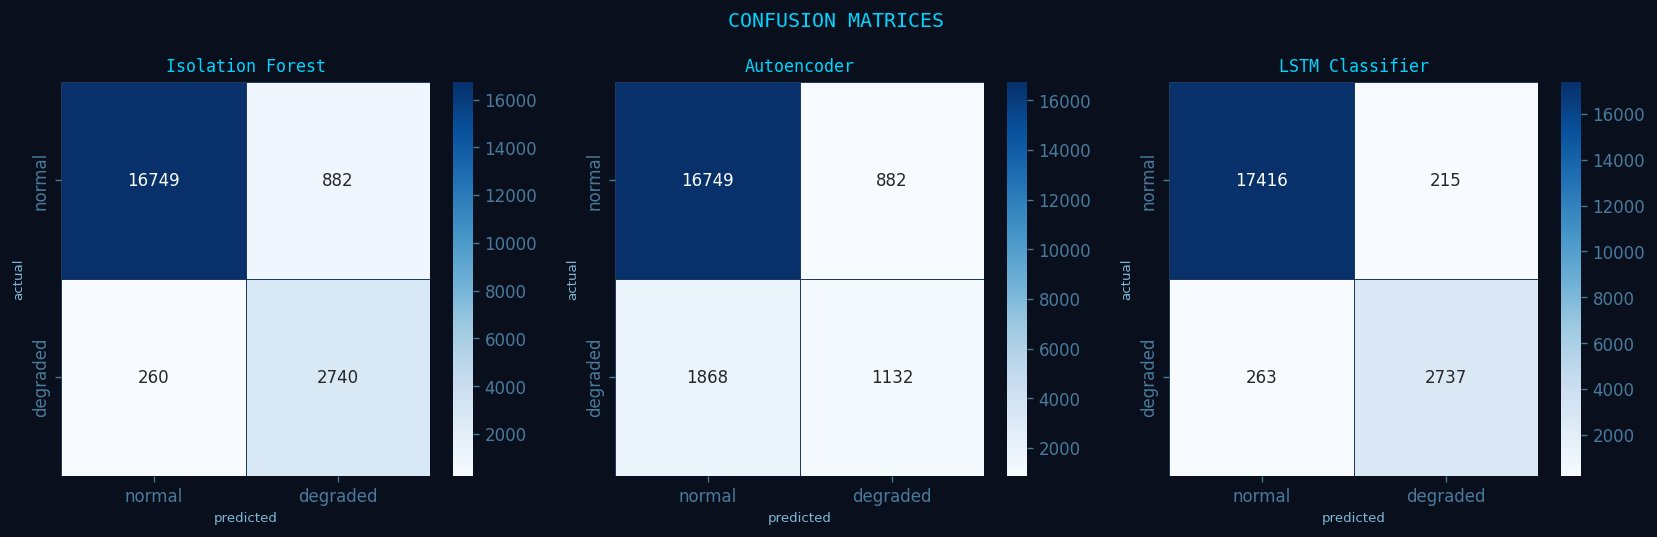 CONFUSION MATRICES
Isolation Forest
actual
normal
degraded
16749
882
260
2740
normal
degraded
predicted
16000
14000
12000
10000
8000
6000
4000
2000
Autoencoder
actual
normal
degraded
16749
882
1868
1132
normal
degraded
predicted
16000
14000
12000
10000
8000
6000
4000
2000
LSTM Classifier
actual
normal
degraded
17416
215
263
2737
normal
degraded
predicted
16000
14000
12000
10000
8000
6000
4000
2000